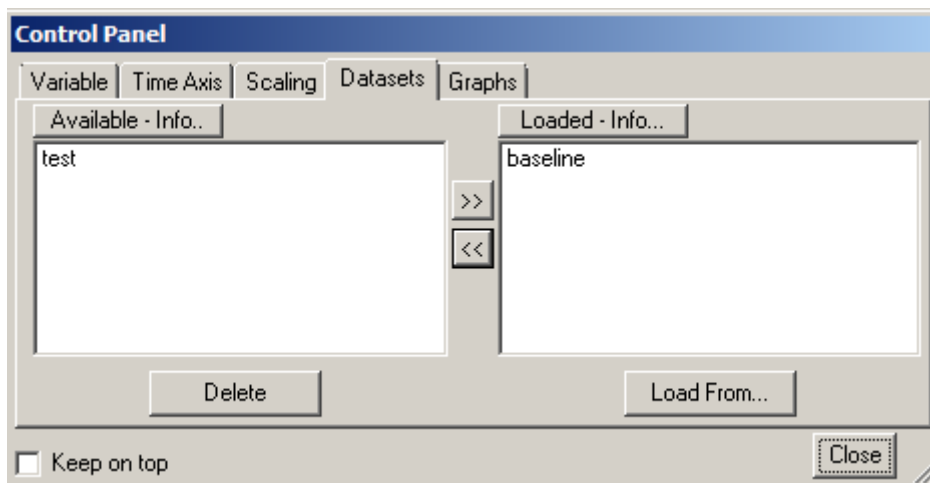 Control Panel
Variable Time Axis Scaling Datasets Graphs
Available - Info.. Loaded - Info...
test baseline
>>
<<
Delete Load From...
Keep on top Close